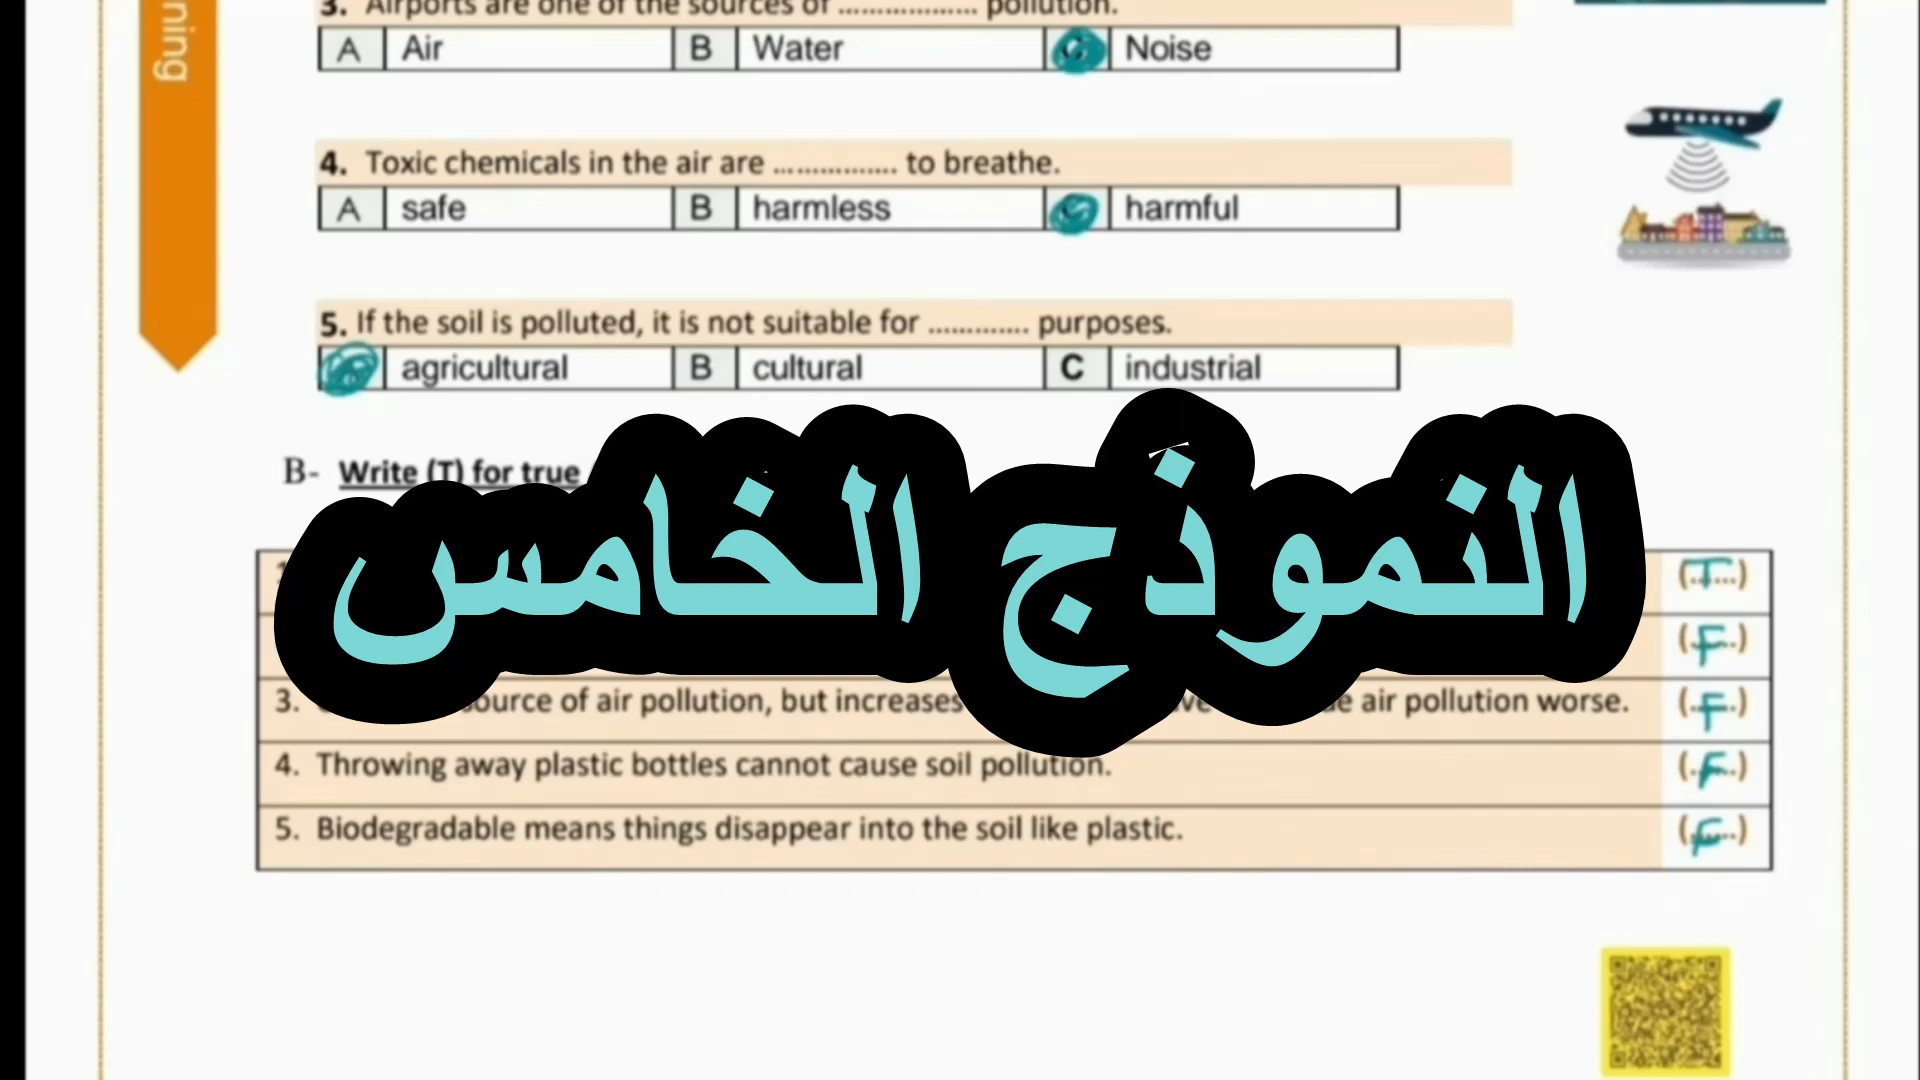 ning
3. Airports are one of the sources of .................. pollution.
A Air B Water C Noise
4. Toxic chemicals in the air are ................ to breathe.
A safe B harmless C harmful
5. If the soil is polluted, it is not suitable for ............. purposes.
agricultural B cultural C industrial
B- Write (T) for true
النموذج الخامس
(T)
(F)
3. source of air pollution, but increases air pollution worse. (F)
4. Throwing away plastic bottles cannot cause soil pollution. (F)
5. Biodegradable means things disappear into the soil like plastic. (F)